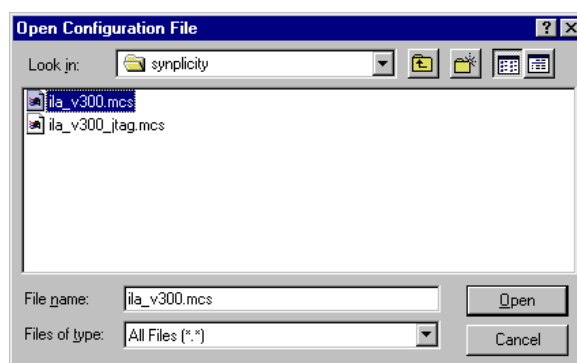 Open Configuration File
Look in: synplicity
ila_v300.mcs
ila_v300_jtag.mcs
File name: ila_v300.mcs Open
Files of type: All Files (*.*) Cancel